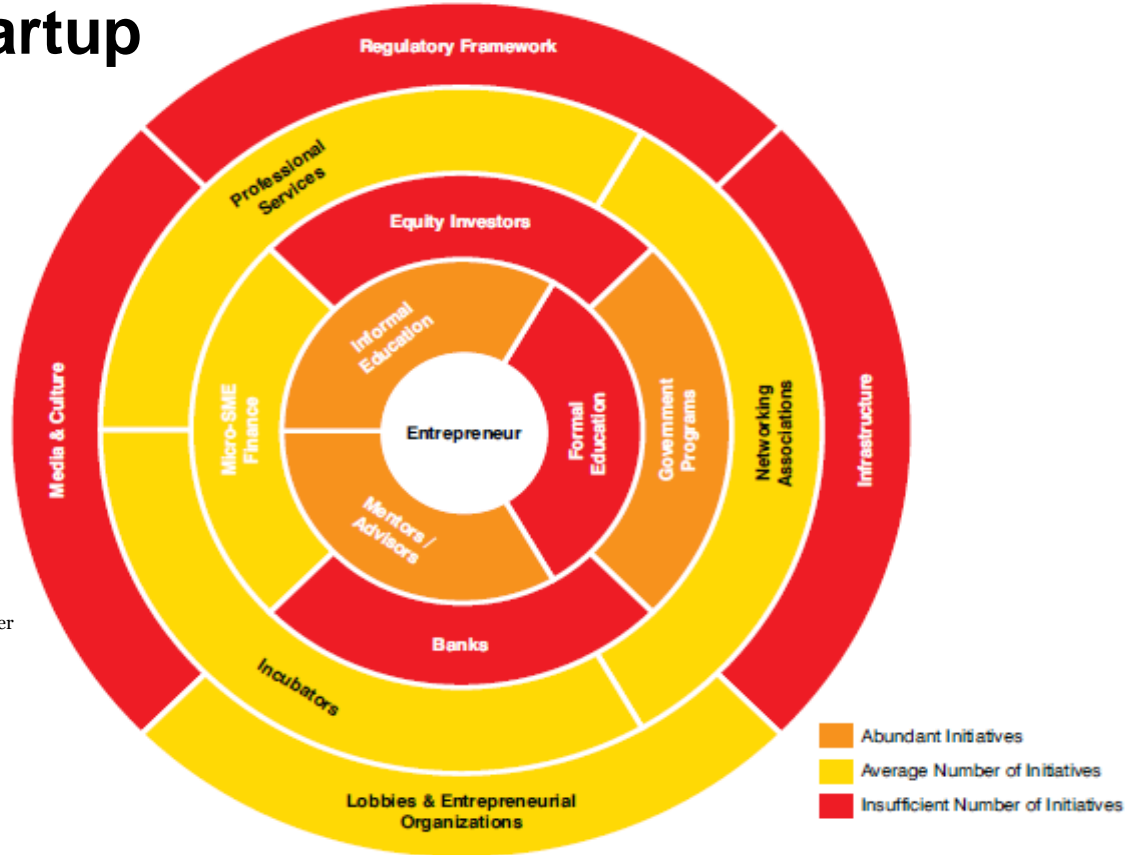 artup
Regulatory Framework
Professional
Services
Equity Investors
Informal
Education
Media & Culture
Micro-SME
Finance
Entrepreneur
Formal
Education
Government
Programs
Networking
Associations
Infrastructure
Mentors /
Advisors
er
Banks
Incubators
Lobbies & Entrepreneurial
Organizations
Abundant Initiatives
Average Number of Initiatives
Insufficient Number of Initiatives